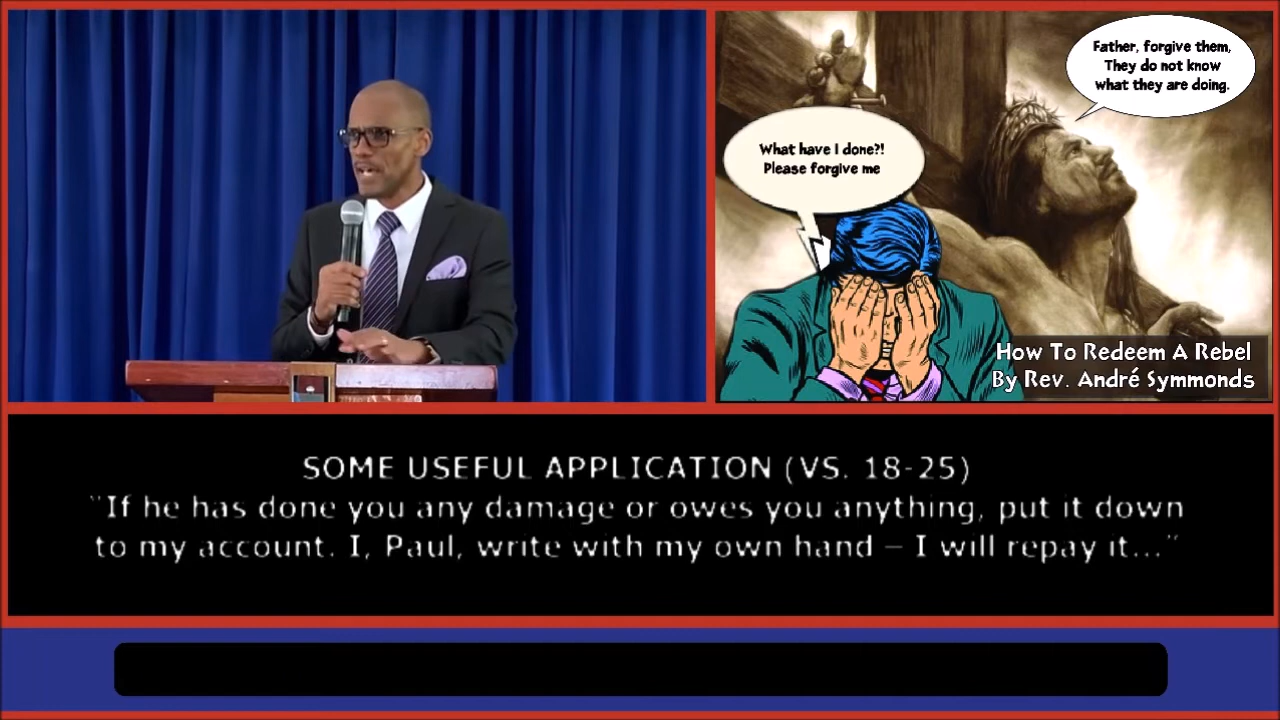 Father, forgive them,
They do not know
what they are doing.
What have I done?!
Please forgive me
How To Redeem A Rebel
By Rev. André Symmonds
SOME USEFUL APPLICATION (VS. 18-25)
"If he has done you any damage or owes you anything, put it down
to my account. I, Paul, write with my own hand – I will repay it..."